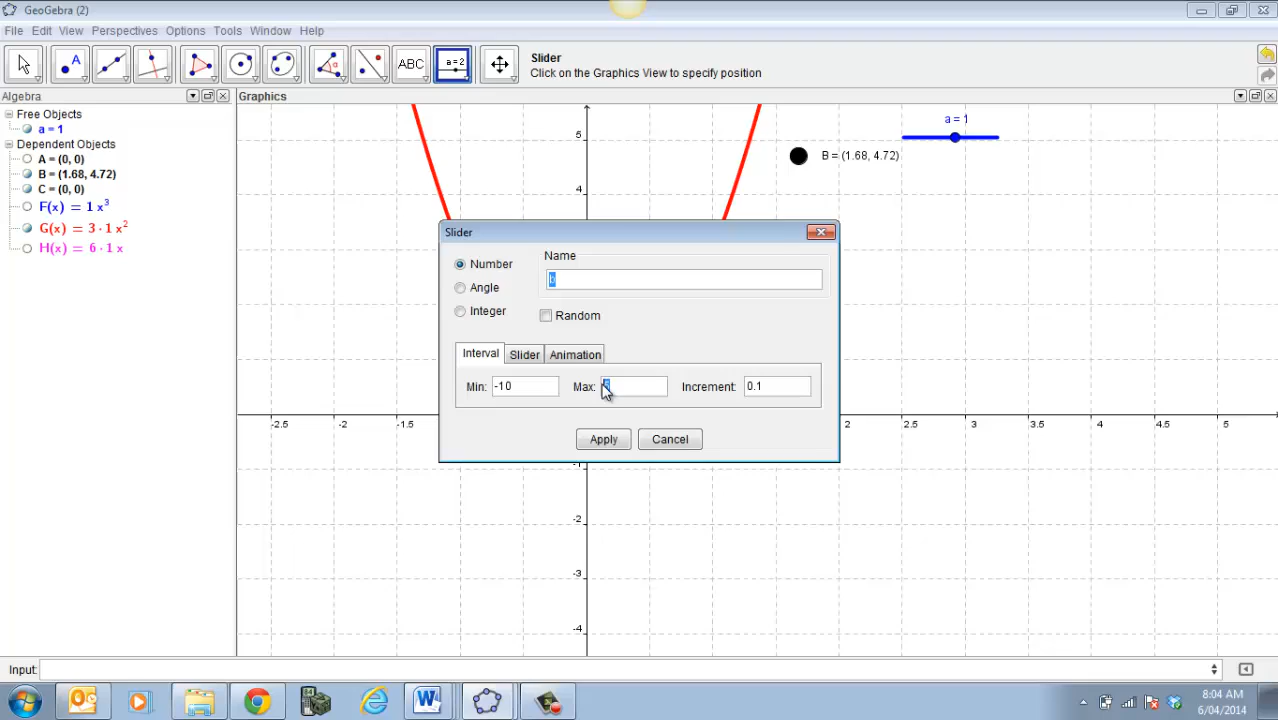 GeoGebra (2)
File Edit View Perspectives Options Tools Window Help
A
ABC
a=2
Slider
Click on the Graphics View to specify position
Algebra
Graphics
Free Objects
a = 1
Dependent Objects
A = (0, 0)
B = (1.68, 4.72)
C = (0, 0)
F(x) = 1 x³
G(x) = 3 · 1 x²
H(x) = 6 · 1 x
a = 1
B = (1.68, 4.72)
5
4
Slider
Number
Angle
Integer
Name
b
Random
Interval Slider Animation
Min: -10 Max: Increment: 0.1
Apply Cancel
-2.5 -2 -1.5 2 2.5 3 3.5 4 4.5 5
-1
-2
-3
-4
Input:
8:04 AM
6/04/2014